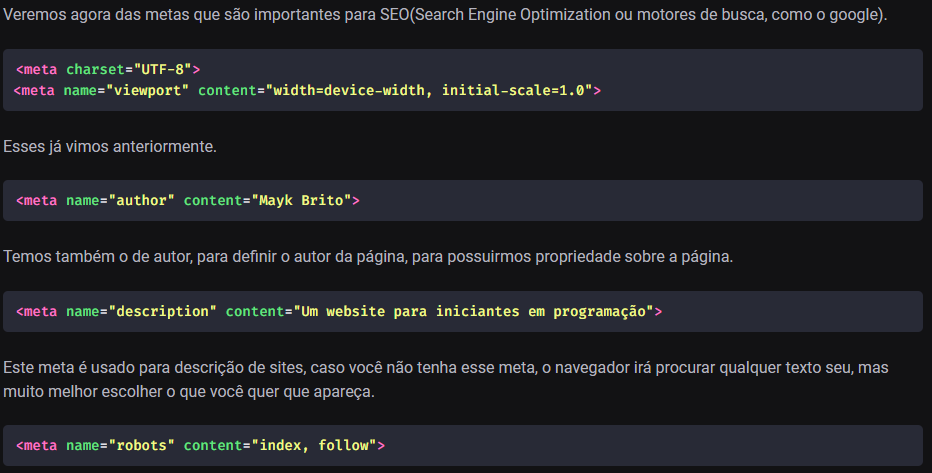 Veremos agora das metas que são importantes para SEO(Search Engine Optimization ou motores de busca, como o google).
<meta charset="UTF-8">
<meta name="viewport" content="width=device-width, initial-scale=1.0">
Esses já vimos anteriormente.
<meta name="author" content="Mayk Brito">
Temos também o de autor, para definir o autor da página, para possuirmos propriedade sobre a página.
<meta name="description" content="Um website para iniciantes em programação">
Este meta é usado para descrição de sites, caso você não tenha esse meta, o navegador irá procurar qualquer texto seu, mas
muito melhor escolher o que você quer que apareça.
<meta name="robots" content="index, follow">